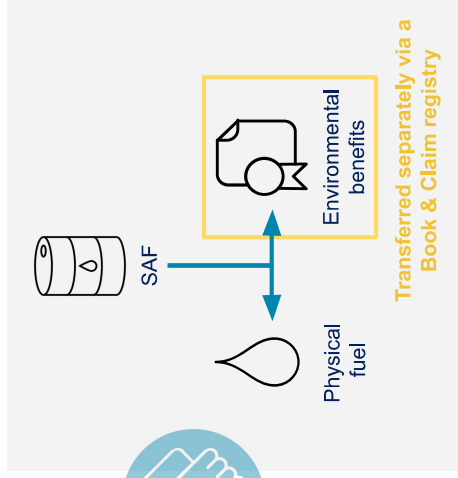 SAF
Physical
fuel
Environmental
benefits
Transferred separately via a
Book & Claim registry